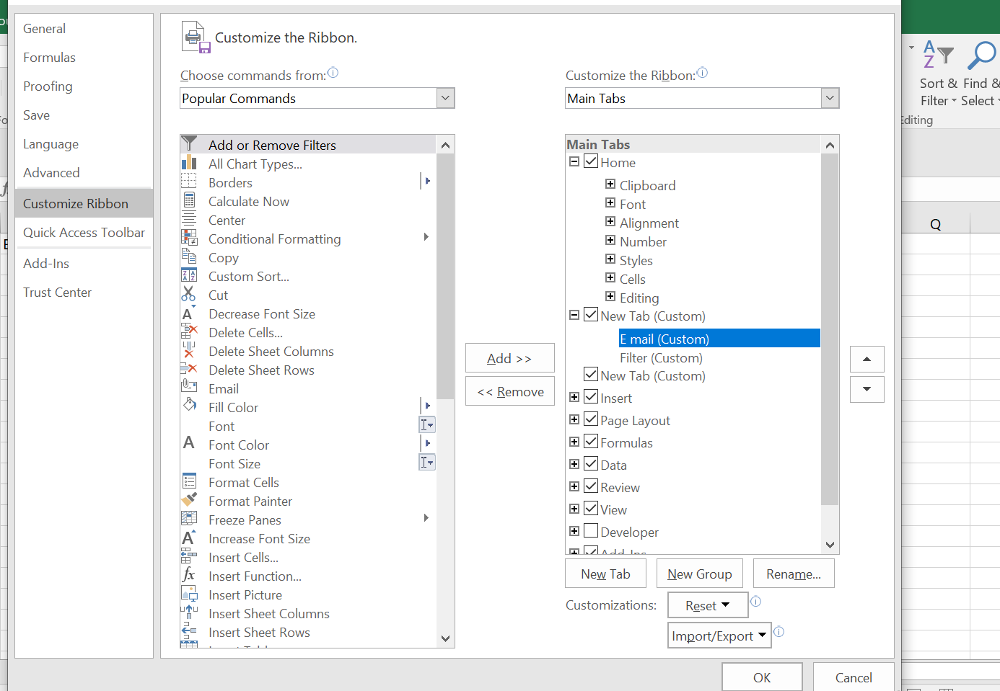 General
Formulas
Proofing
Save
Language
Advanced
Customize Ribbon
Quick Access Toolbar
Add-Ins
Trust Center
Customize the Ribbon.
Choose commands from:
Popular Commands
Add or Remove Filters
All Chart Types...
Borders
Calculate Now
Center
Conditional Formatting
Copy
Custom Sort...
Cut
Decrease Font Size
Delete Cells...
Delete Sheet Columns
Delete Sheet Rows
Email
Fill Color
Font
Font Color
Font Size
Format Cells
Format Painter
Freeze Panes
Increase Font Size
Insert Cells...
Insert Function...
Insert Picture
Insert Sheet Columns
Insert Sheet Rows
Add >>
<< Remove
Customize the Ribbon:
Main Tabs
Main Tabs
Home
Clipboard
Font
Alignment
Number
Styles
Cells
Editing
New Tab (Custom)
E mail (Custom)
Filter (Custom)
New Tab (Custom)
Insert
Page Layout
Formulas
Data
Review
View
Developer
Add-Ins
New Tab
New Group
Rename...
Customizations:
Reset
Import/Export
OK
Cancel
Sort & Find &
Filter Select
Editing
Q